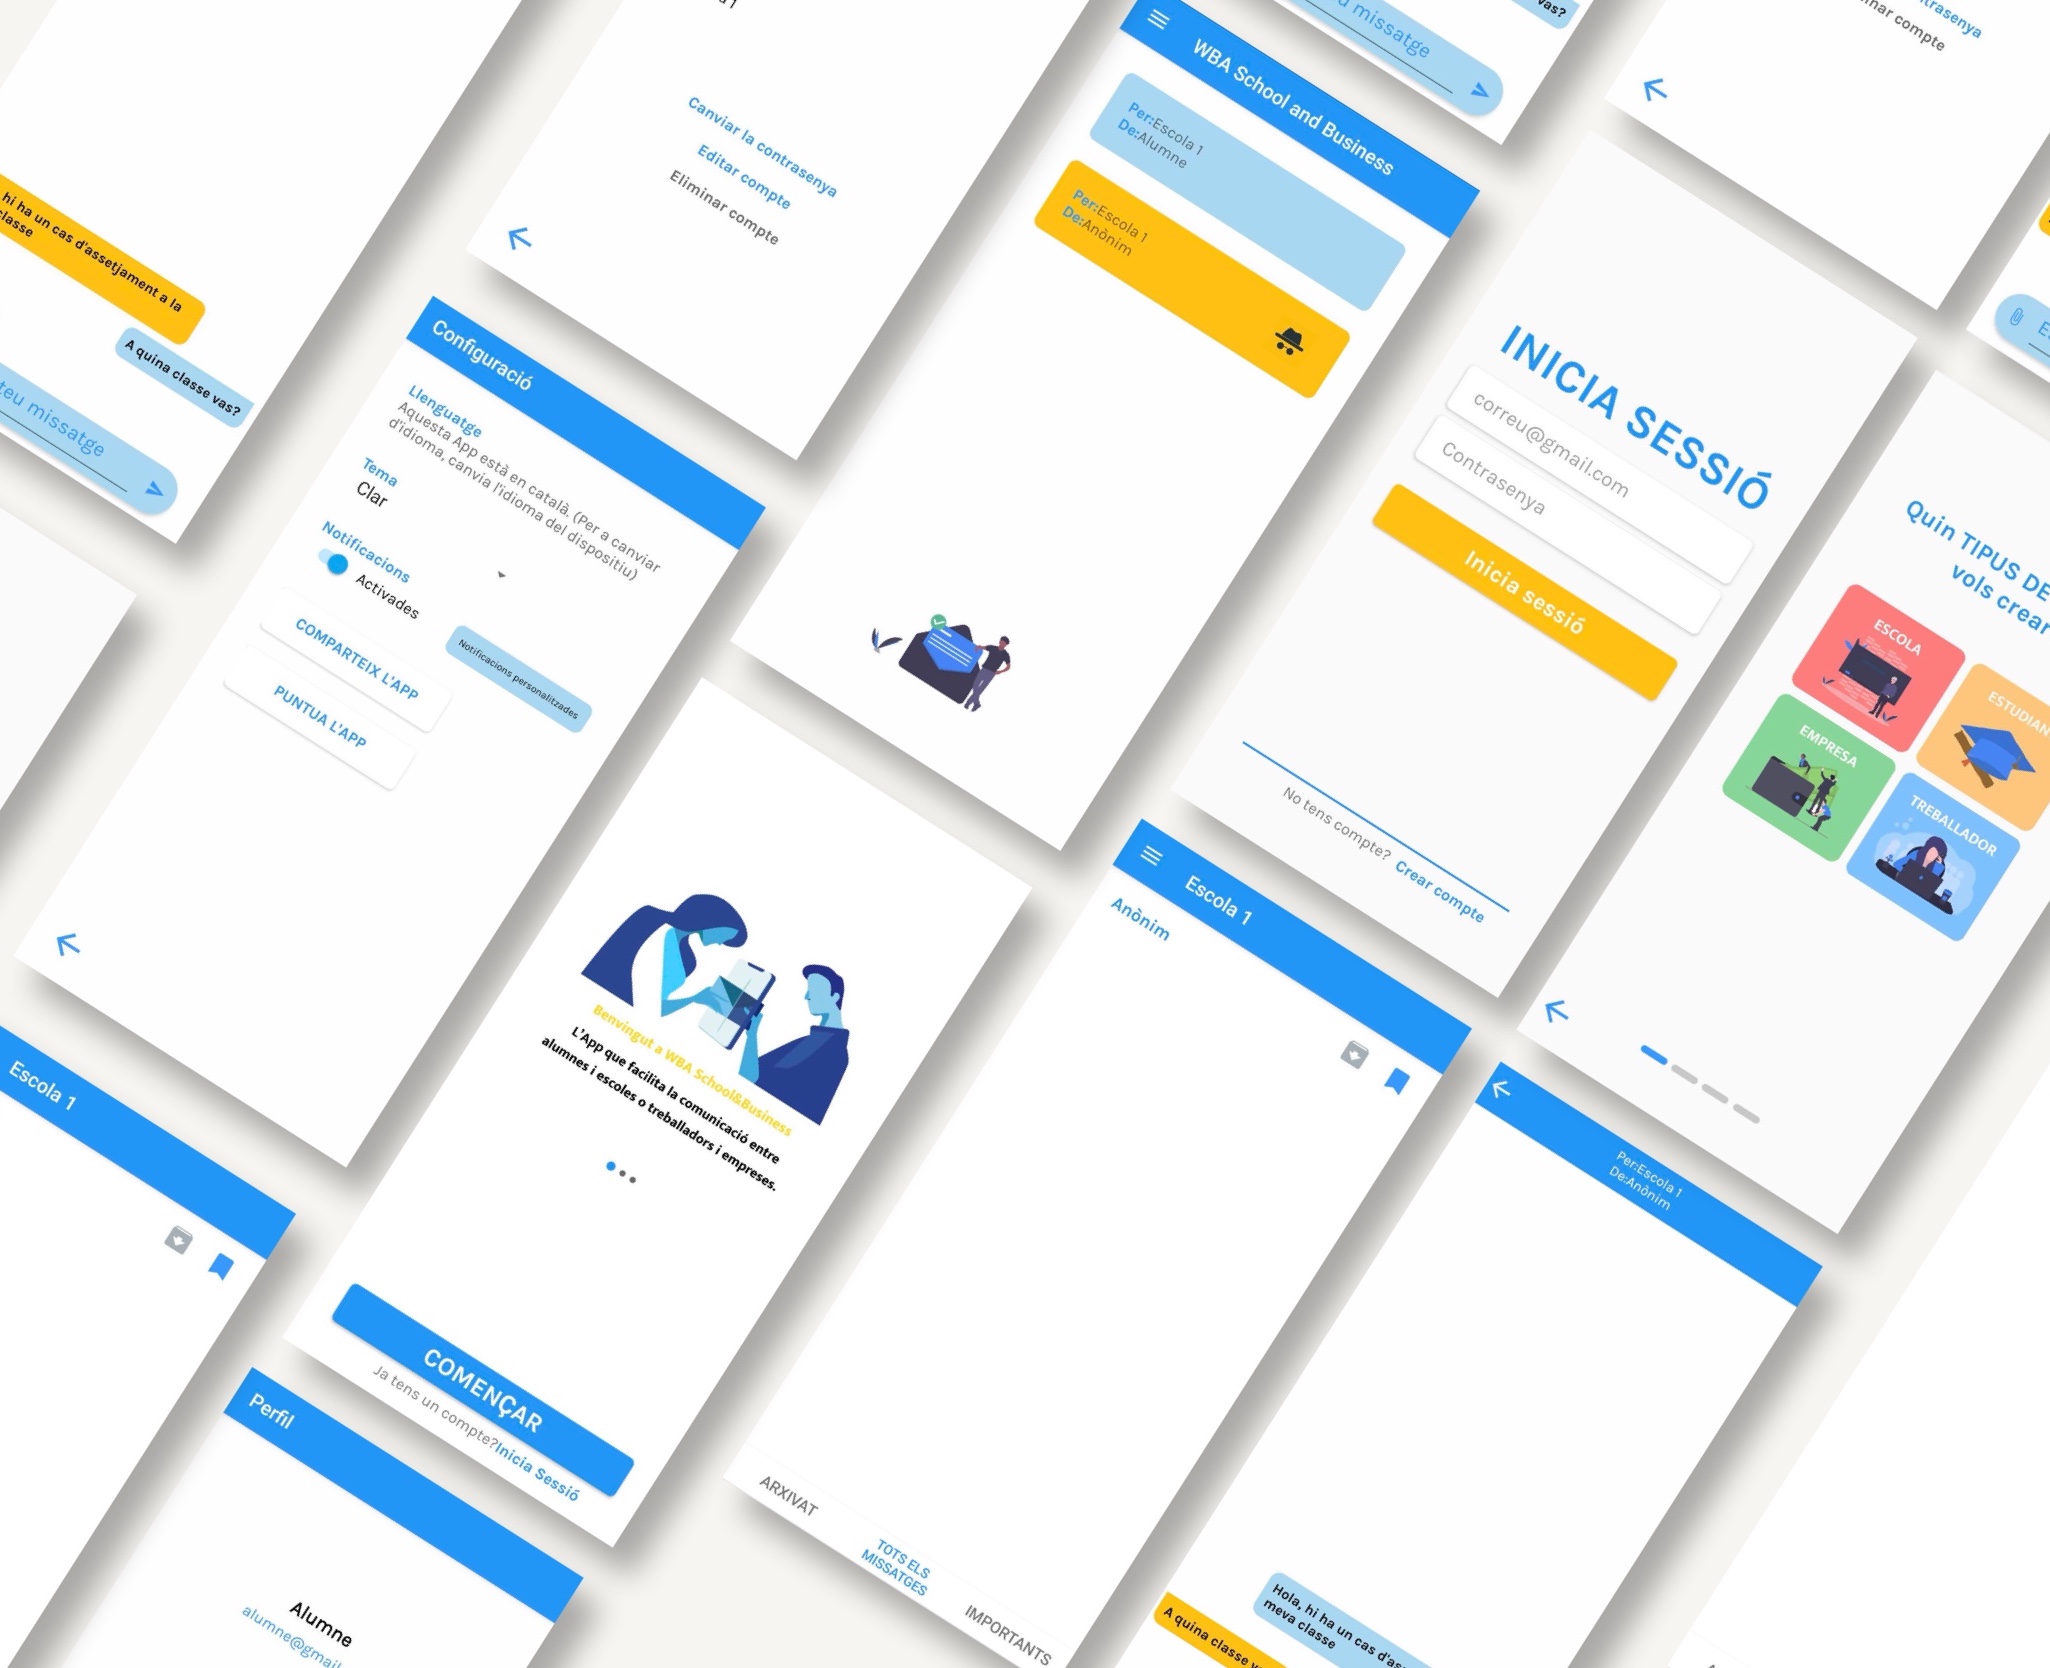 hi ha un cas d'assetjament a la
classe
A quina classe vas?
teu missatge
Canviar la contrasenya
Editar compte
Eliminar compte
Configuració
Llenguatge
Aquesta App està en català. (Per a canviar
d'idioma, canvia l'idioma del dispositiu)
Tema
Clar
Notificacions
Activades
Notificacions personalitzades
COMPARTEIX L'APP
PUNTUA L'APP
Escola 1
Perfil
Alumne
alumne@gmail
Benvingut a WBA School&Business
L'App que facilita la comunicació entre
alumnes i escoles o treballadors i empreses.
COMENÇAR
Ja tens un compte?Inicia Sessió
WBA School and Business
Per:Escola 1
De:Alumne
Per:Escola 1
De:Anònim
missatge
vas?
Escola 1
Anònim
ARXIVAT
TOTS ELS
MISSATGES
IMPORTANTS
INICIA SESSIÓ
correu@gmail.com
Contrasenya
Inicia sessió
No tens compte? Crear compte
Per:Escola 1
De:Anònim
Hola, hi ha un cas d'as
meva classe
A quina classe v
compte
Quin TIPUS DE
vols crear
ESCOLA
ESTUDIAN
EMPRESA
TREBALLADOR